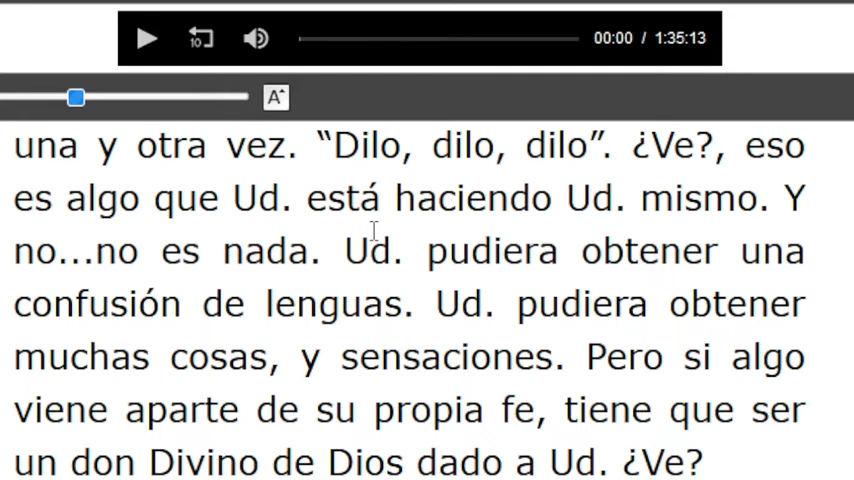 10
00:00 / 1:35:13
A
una y otra vez. “Dilo, dilo, dilo”. ¿Ve?, eso
es algo que Ud. está haciendo Ud. mismo. Y
no...no es nada. Ud. pudiera obtener una
confusión de lenguas. Ud. pudiera obtener
muchas cosas, y sensaciones. Pero si algo
viene aparte de su propia fe, tiene que ser
un don Divino de Dios dado a Ud. ¿Ve?